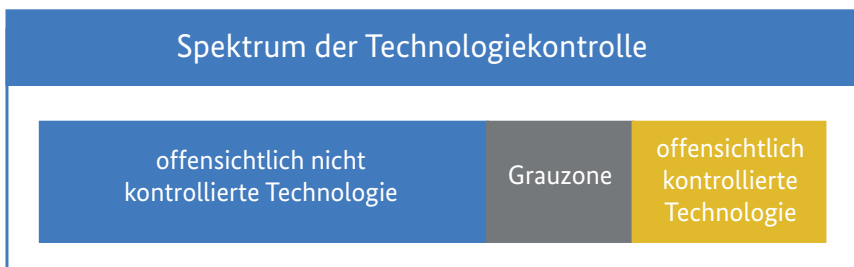 Spektrum der Technologiekontrolle
offensichtlich nicht
kontrollierte Technologie
Grauzone
offensichtlich
kontrollierte
Technologie